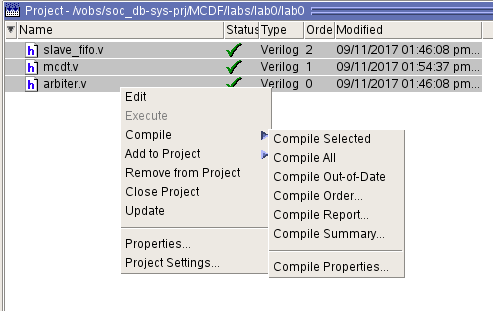 Project - /vobs/soc_db-sys-prj/MCDF/labs/lab0/lab0
Name Status Type Orde Modified
slave_fifo.v Verilog 2 09/11/2017 01:46:08 pm...
mcdt.v Verilog 1 09/11/2017 01:54:37 pm...
arbiter.v Verilog 0 09/11/2017 01:46:08 pm...
Edit
Execute
Compile
Add to Project
Remove from Project
Close Project
Update
Properties...
Project Settings...
Compile Selected
Compile All
Compile Out-of-Date
Compile Order...
Compile Report...
Compile Summary...
Compile Properties...